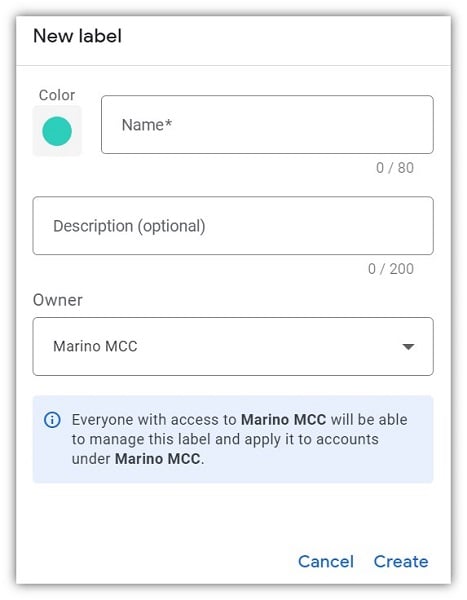 New label
Color
Name*
0 / 80
Description (optional)
0 / 200
Owner
Marino MCC
Everyone with access to Marino MCC will be able
to manage this label and apply it to accounts
under Marino MCC.
Cancel Create